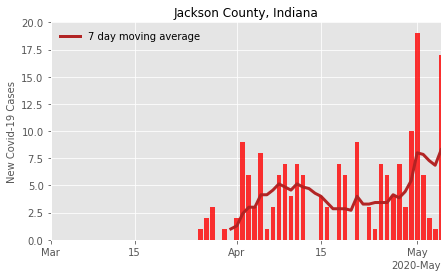 Jackson County, Indiana
7 day moving average
New Covid-19 Cases
20.0
17.5
15.0
12.5
10.0
7.5
5.0
2.5
0.0
Mar
15
Apr
15
May
2020-May